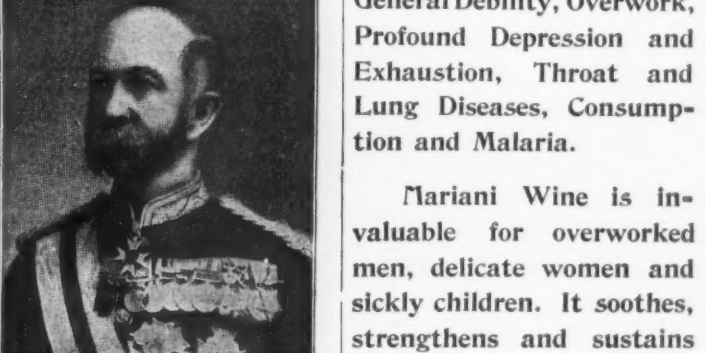 General Debility, Overwork,
Profound Depression and
Exhaustion, Throat and
Lung Diseases, Consump-
tion and Malaria.
Mariani Wine is in-
valuable for overworked
men, delicate women and
sickly children. It soothes,
strengthens and sustains